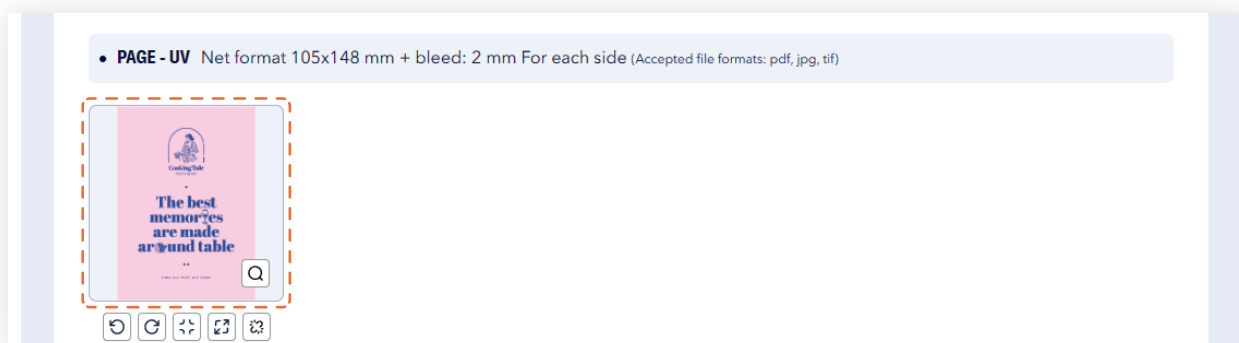 • PAGE - UV Net format 105x148 mm + bleed: 2 mm For each side (Accepted file formats: pdf, jpg, tif)
Cooking Tale
The best
memories
are made
around table